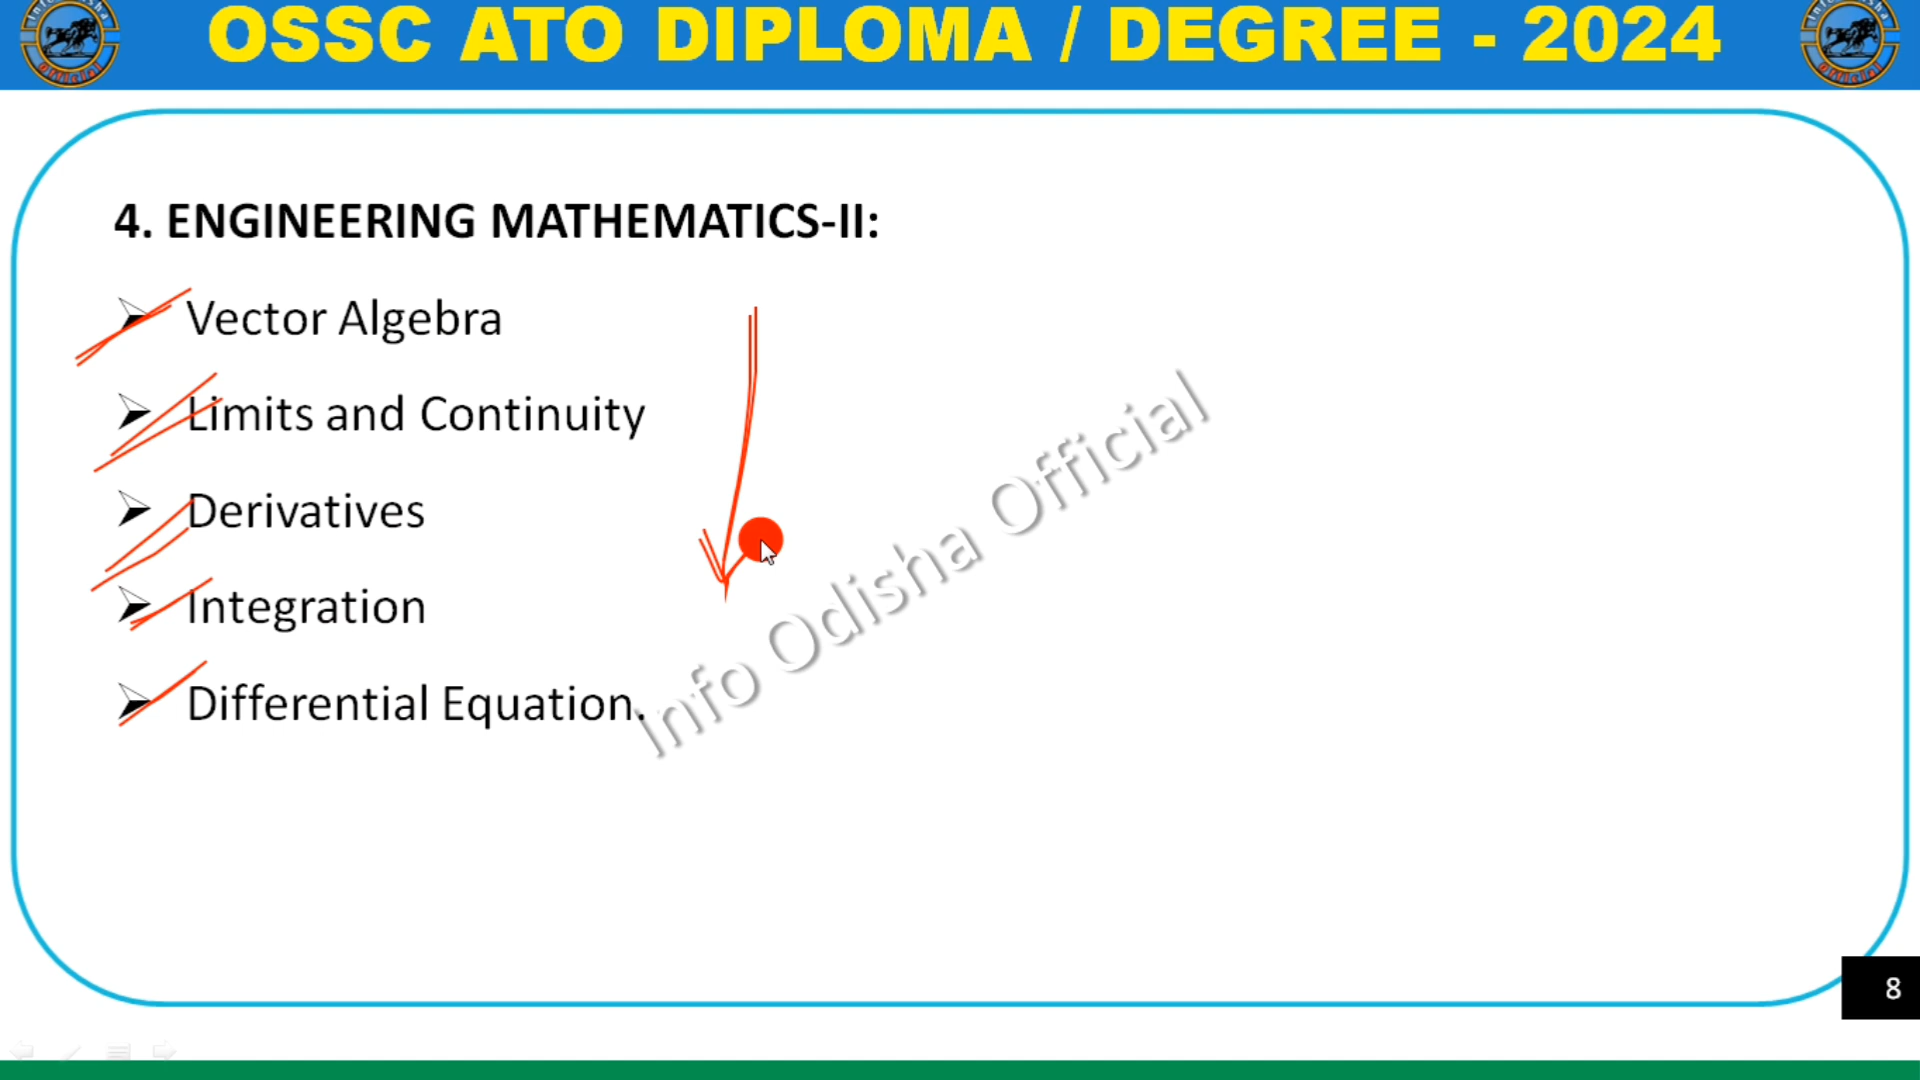 OSSC ATO DIPLOMA / DEGREE - 2024
4. ENGINEERING MATHEMATICS-II:
Vector Algebra
Limits and Continuity
Derivatives
Integration
Differential Equation.
Info Odisha Official
8